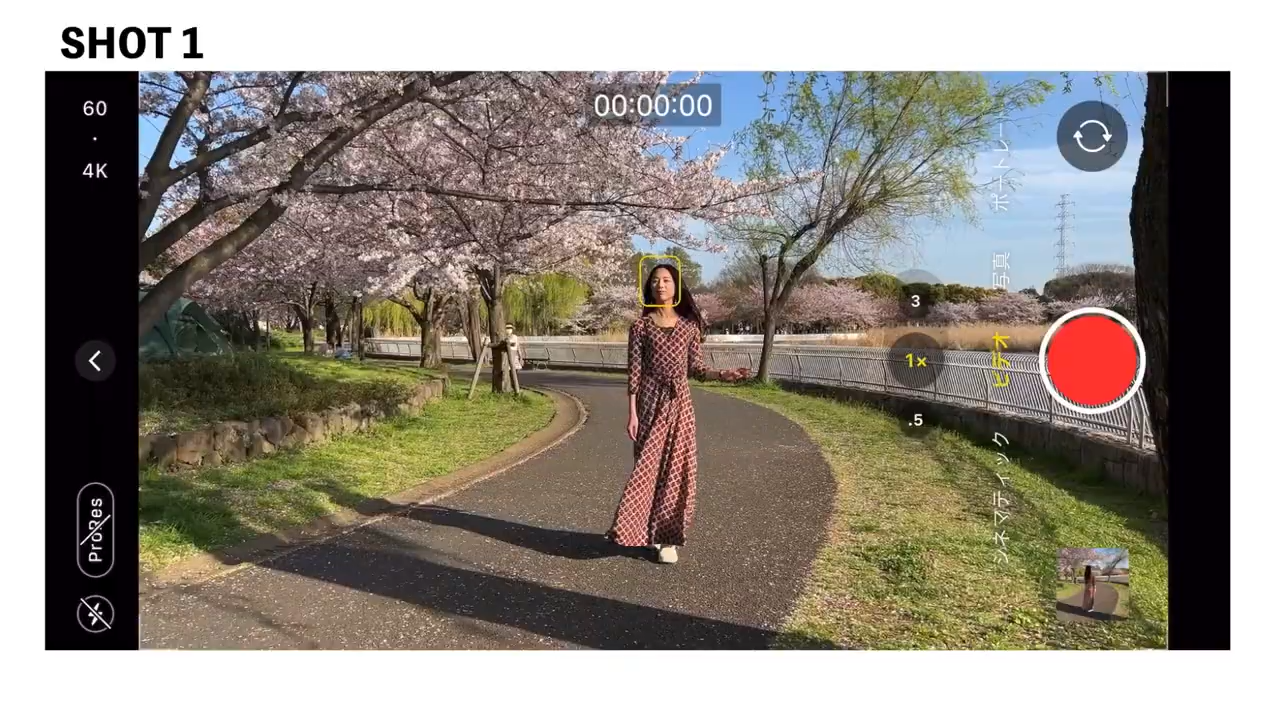 SHOT 1
60
·
4K
00:00:00
ProRes
3
1×
.5
ポートレー
写真
ビデオ
シネマティック